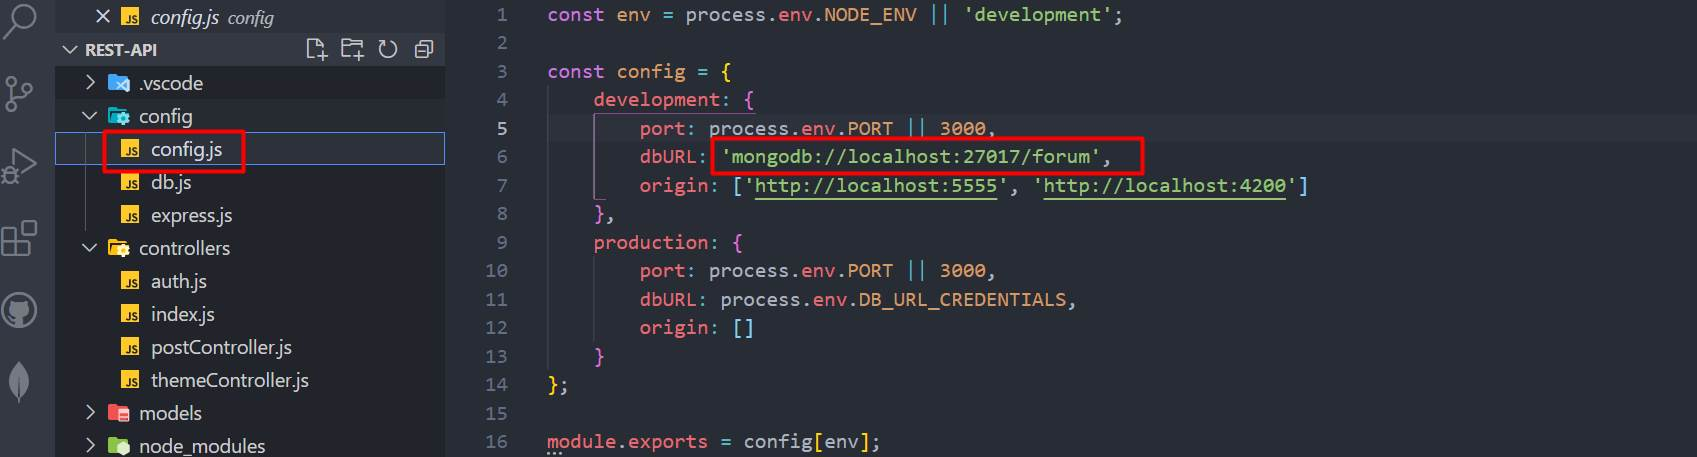 config.js config
REST-API
.vscode
config
config.js
db.js
express.js
controllers
auth.js
index.js
postController.js
themeController.js
models
node_modules
1 const env = process.env.NODE_ENV || 'development';
2
3 const config = {
4 development: {
5 port: process.env.PORT || 3000,
6 dbURL: 'mongodb://localhost:27017/forum',
7 origin: ['http://localhost:5555', 'http://localhost:4200']
8 },
9 production: {
10 port: process.env.PORT || 3000,
11 dbURL: process.env.DB_URL_CREDENTIALS,
12 origin: []
13 }
14 };
15
16 module.exports = config[env];